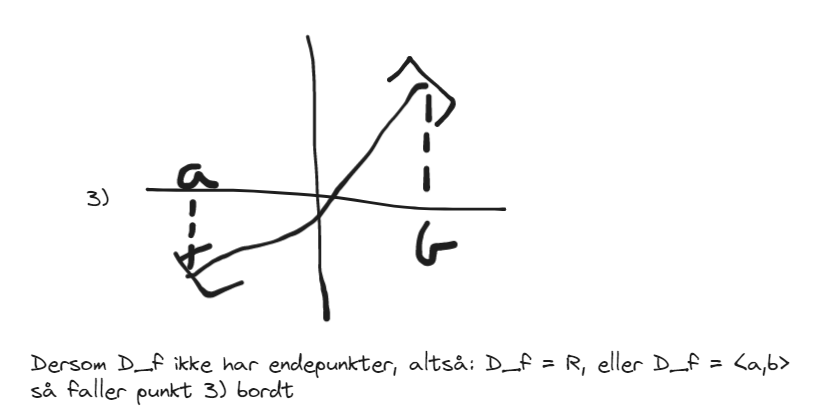 a
3)
b
Dersom D_f ikke har endepunkter, altså: D_f = R, eller D_f = <a,b>
så faller punkt 3) bordt